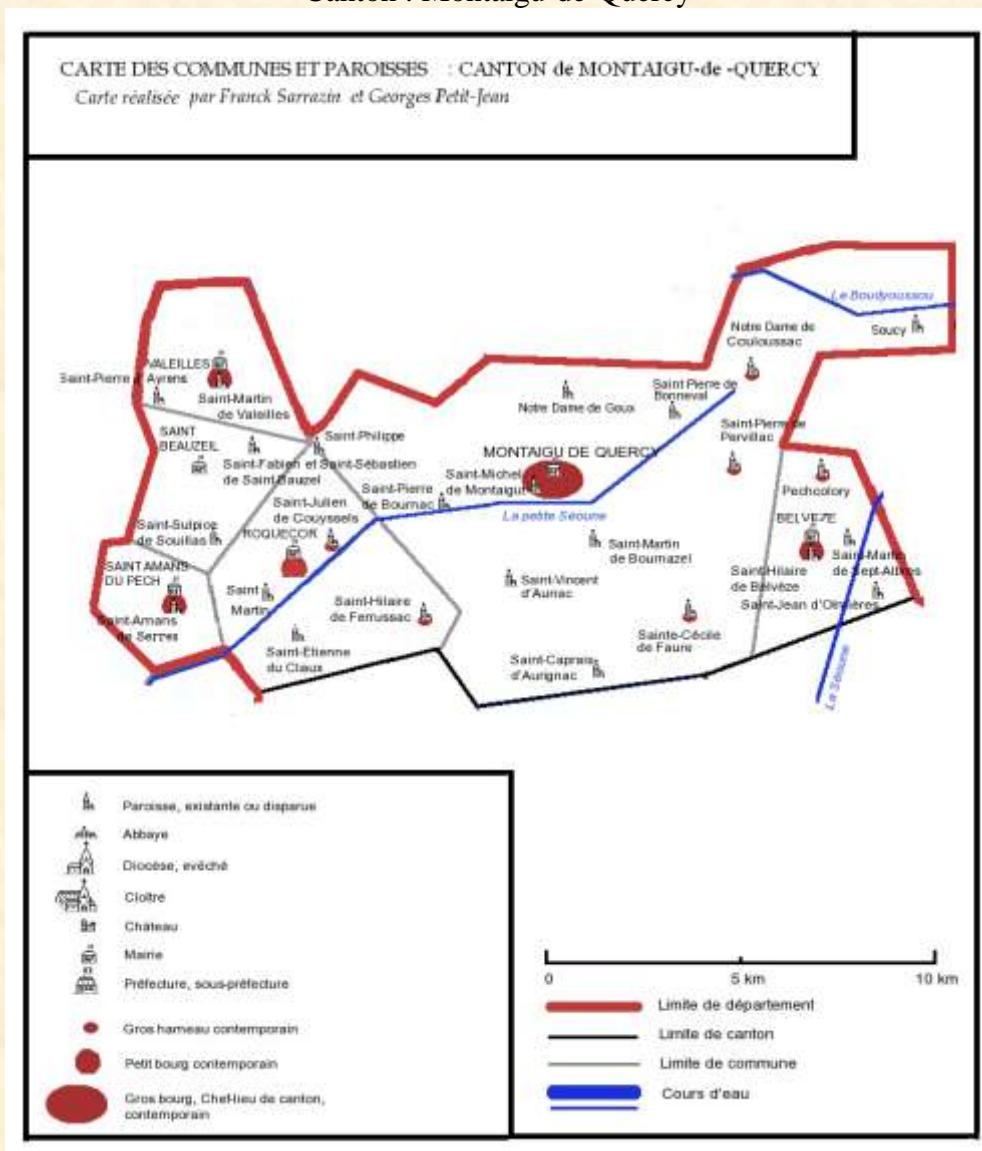 Canton : Montaigu-de-Quercy
CARTE DES COMMUNES ET PAROISSES : CANTON de MONTAIGU-de -QUERCY
Carte réalisée par Franck Sarrazin et Georges Petit-Jean
Le Boudyoussou
Soucy
Notre Dame de
Couloussac
VALEILLES
Saint-Pierre d'Ayrens
Saint-Martin
de Valeilles
Notre Dame de Goux
Saint Pierre de
Bonneval
Saint-Pierre de
Pervillac
SAINT
BEAUZEIL
Saint-Philippe
Saint-Fabien et Saint-Sébastien
de Saint-Bauzel
MONTAIGU DE QUERCY
Saint-Michel
de Montaigut
Pechcolory
Saint-Pierre
de Bournac
Saint-Julien
de Couyssels
La petite Séoune
BELVEZE
Saint-Sulpice
de Souillas
ROQUECOR
Saint-Martin
de Bournazel
Saint-Martin
de Sept-Albres
SAINT AMANS
DU PECH
Saint-Vincent
d'Auriac
Saint-Hilaire
de Belvèze
Saint
Martin
Saint-Hilaire
de Ferrussac
Saint-Jean
Saint-Amans
de Serres
Sainte-Cécile
de Faure
Saint-Etienne
du Claux
Saint-Caprais
d'Aurignac
La Séoune
Paroisse, existante ou disparue
Abbaye
Diocèse, evêché
Cloître
Château
Mairie
Préfecture, sous-préfecture
Gros hameau contemporain
Petit bourg contemporain
Gros bourg, Chef-lieu de canton,
contemporain
0 5 km 10 km
Limite de département
Limite de canton
Limite de commune
Cours d'eau